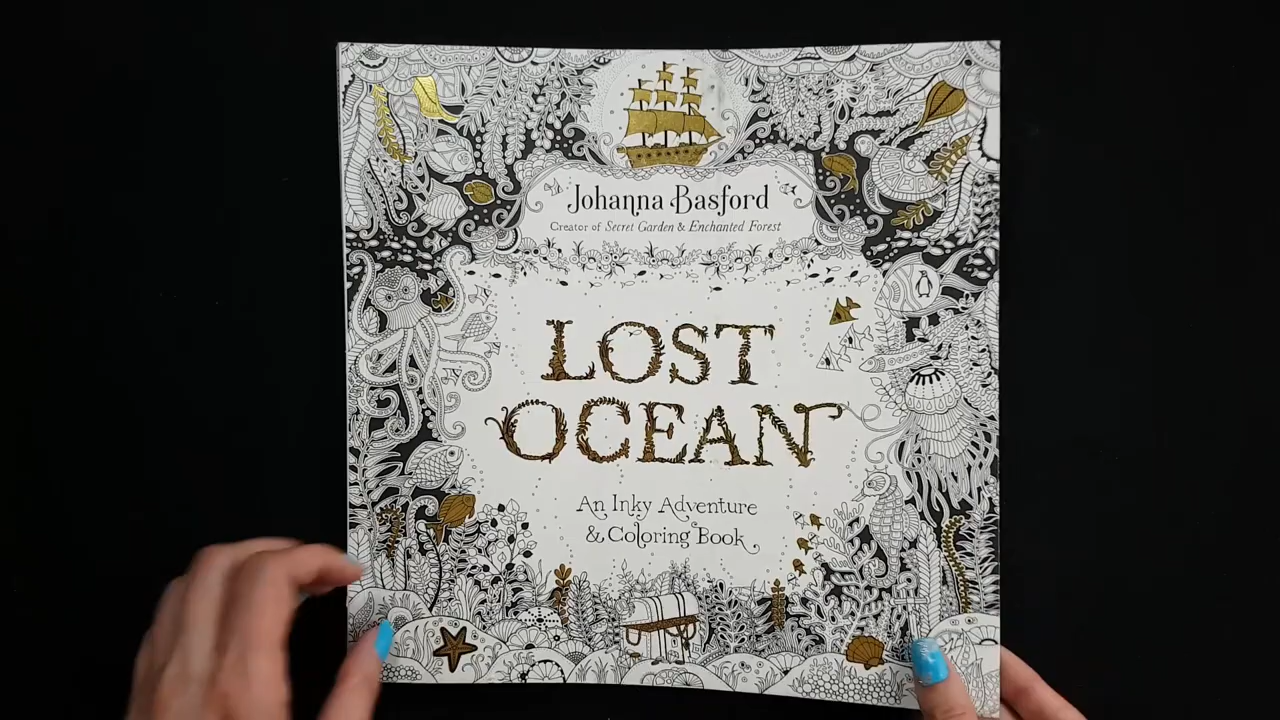 Johanna Basford
Creator of Secret Garden & Enchanted Forest
LOST
OCEAN
An Inky Adventure
& Coloring Book